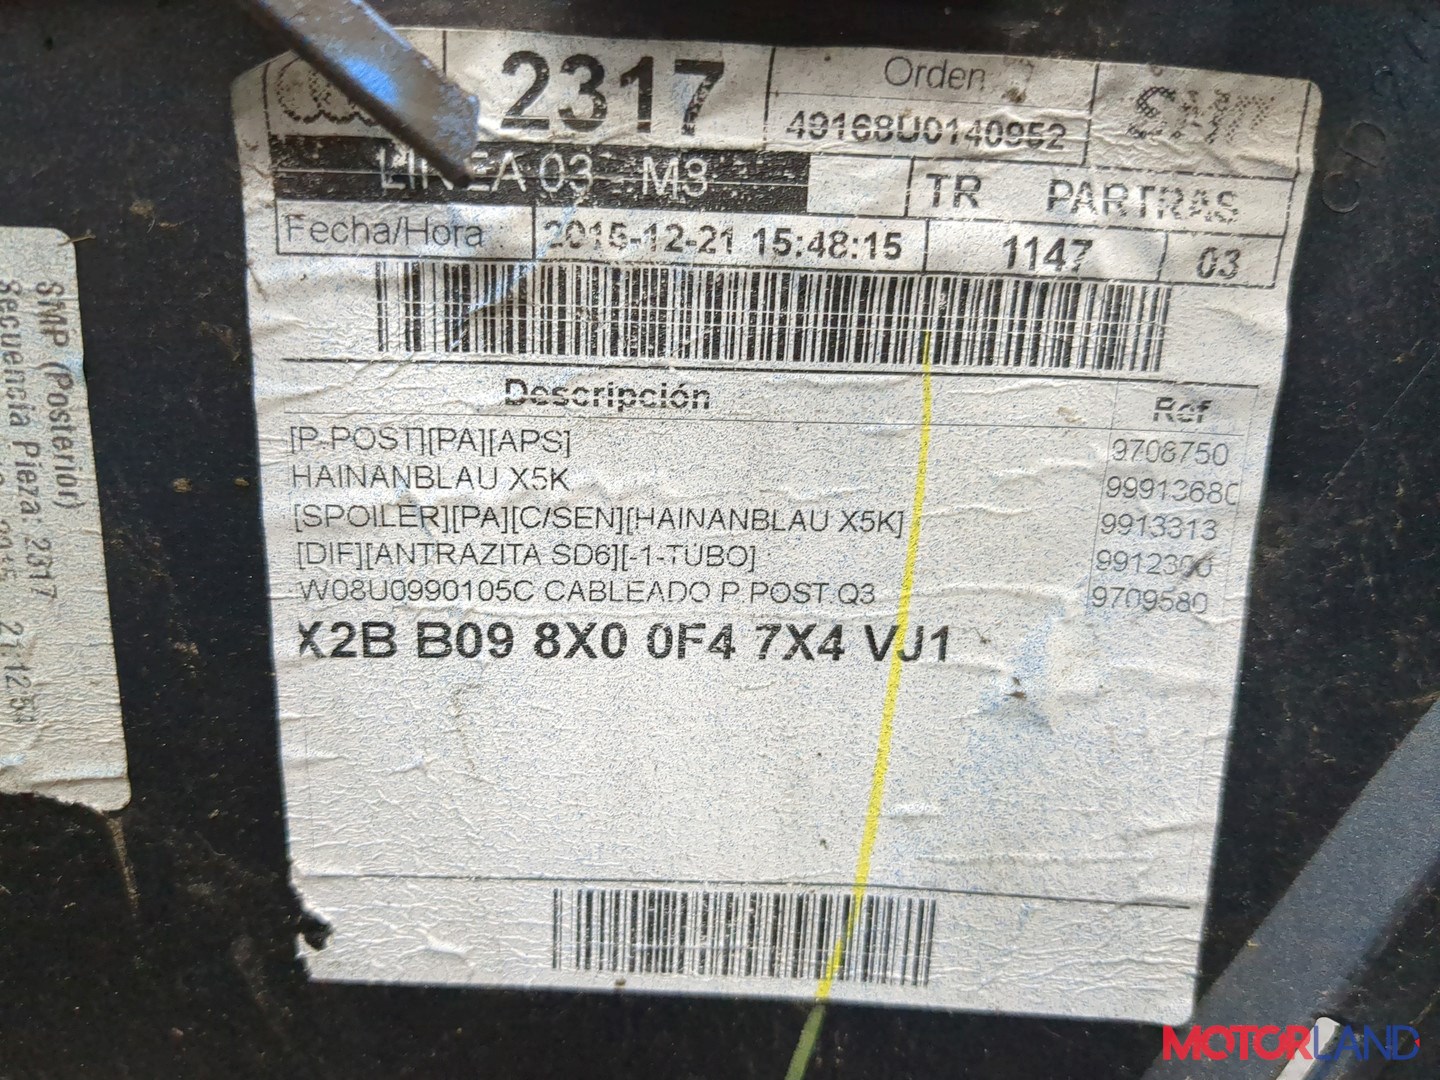 2317
Orden
49168U0140952
LINEA 03 - M3
TR PARTRAS
Fecha/Hora 2015-12-21 15:48:15 1147 03
Descripción Ref
[P.POST][PA][APS] 9708750
HAINANBLAU X5K 9991368C
[SPOILER][PA][C/SEN][HAINANBLAU X5K] 9913313
[DIF][ANTRAZITA SD6][-1-TUBO] 9912300
W08U0990105C CABLEADO P.POST.Q3 9709580
X2B B09 8X0 0F4 7X4 VJ1
SMP (Posterior)
Secuencia Pieza: 2317
MOTORLAND